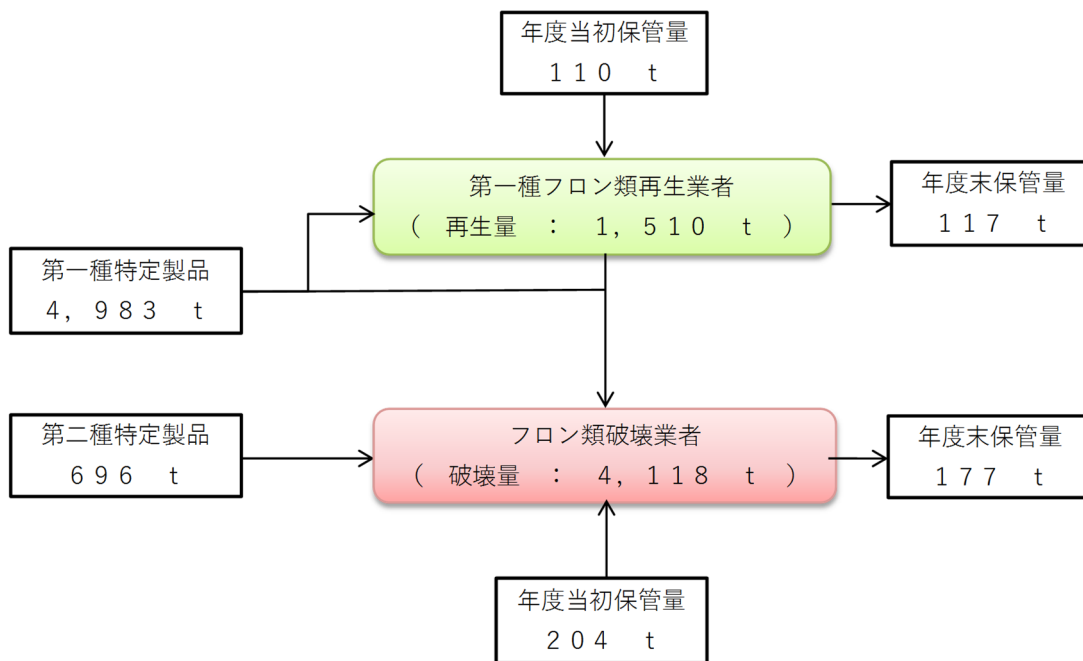 年度当初保管量
１１０　ｔ
第一種フロン類再生業者
（　再生量　：　１,５１０　ｔ　）
年度末保管量
１１７　ｔ
第一種特定製品
４,９８３　ｔ
第二種特定製品
６９６　ｔ
フロン類破壊業者
（　破壊量　：　４,１１８　ｔ　）
年度末保管量
１７７　ｔ
年度当初保管量
２０４　ｔ